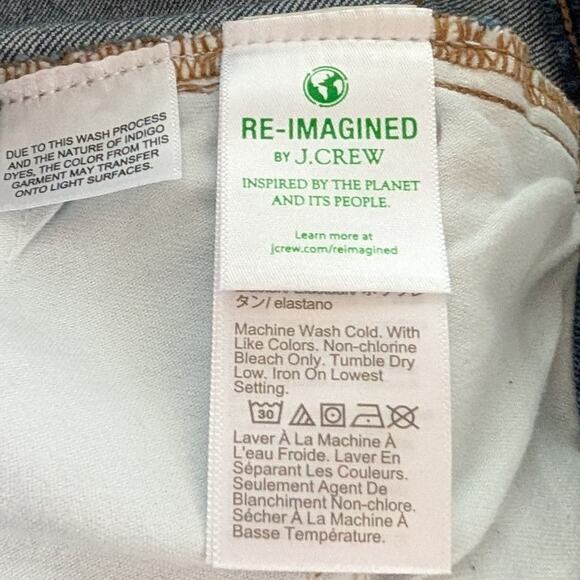 DUE TO THIS WASH PROCESS
AND THE NATURE OF INDIGO
DYES, THE COLOR FROM THIS
GARMENT MAY TRANSFER
ONTO LIGHT SURFACES.
RE-IMAGINED
BY J.CREW
INSPIRED BY THE PLANET
AND ITS PEOPLE.
Learn more at
jcrew.com/reimagined
タン/ elastano
Machine Wash Cold. With
Like Colors. Non-chlorine
Bleach Only. Tumble Dry
Low. Iron On Lowest
Setting.
30
Laver À La Machine À
L'eau Froide. Laver En
Séparant Les Couleurs.
Seulement Agent De
Blanchiment Non-chlore.
Sécher À La Machine À
Basse Température.